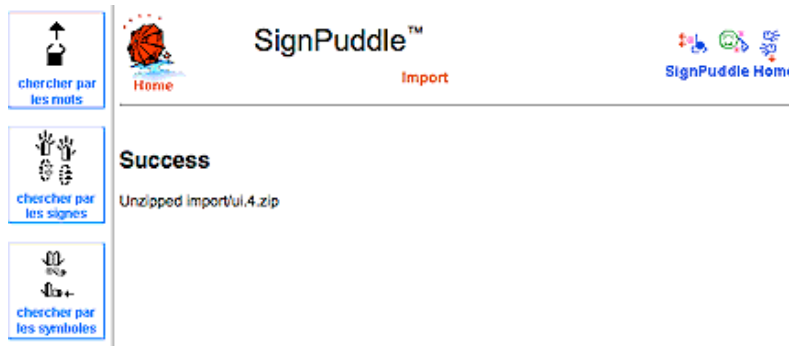 chercher par
les mots
chercher par
les signes
chercher par
les symboles
Home
SignPuddle™
Import
SignPuddle Home
Success
Unzipped import/ui.4.zip